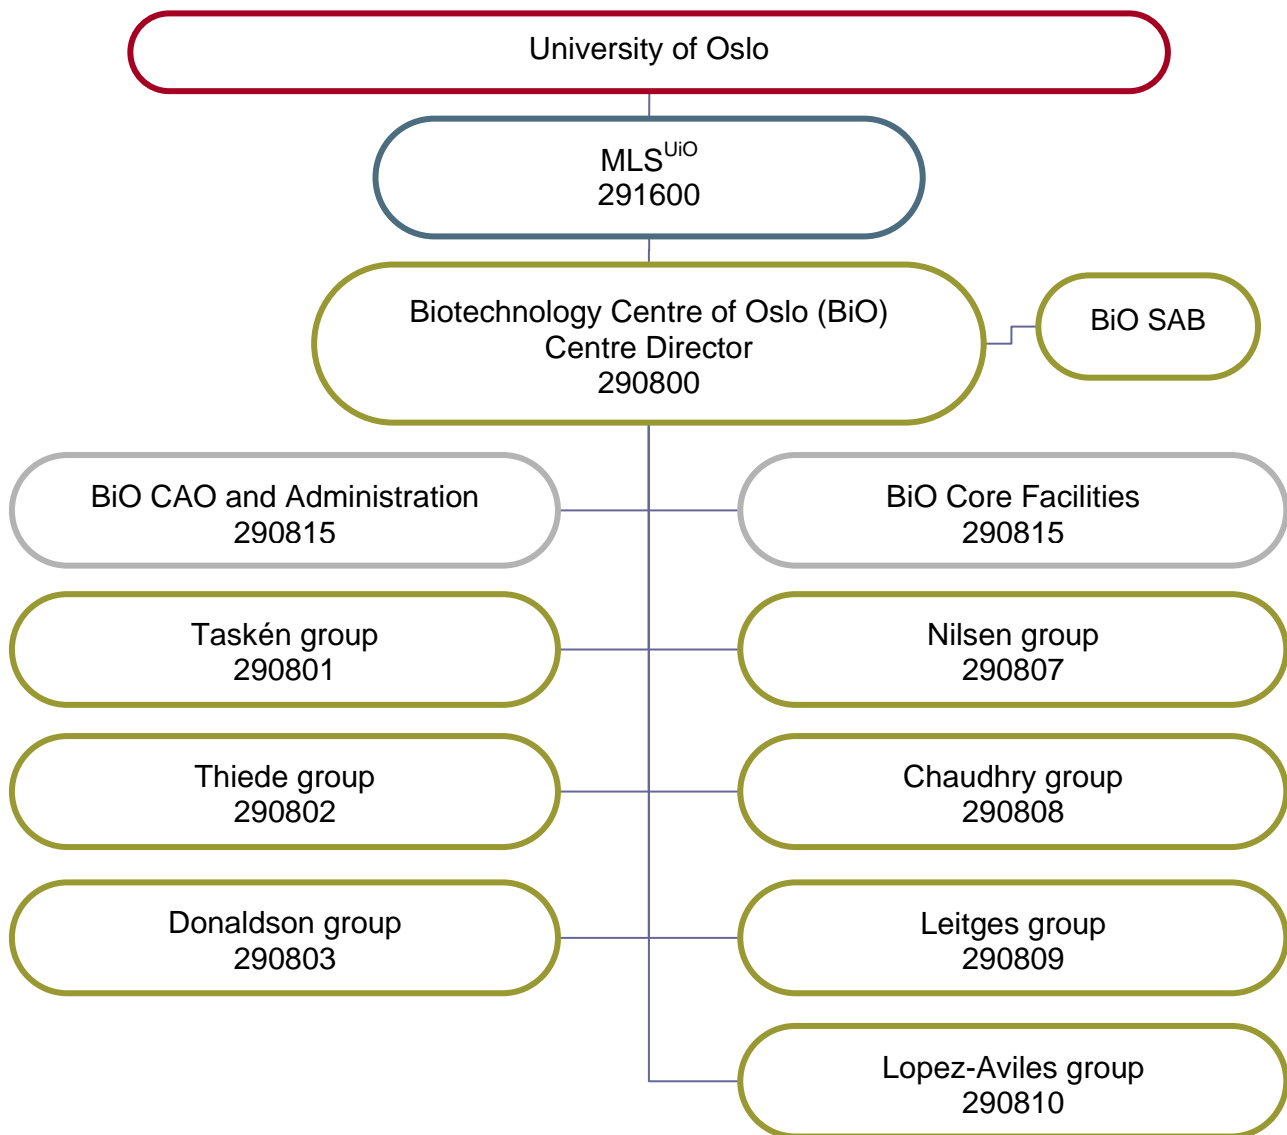 University of Oslo
MLS^UiO
291600
Biotechnology Centre of Oslo (BiO)
Centre Director
290800
BiO SAB
BiO CAO and Administration
290815
BiO Core Facilities
290815
Taskén group
290801
Nilsen group
290807
Thiede group
290802
Chaudhry group
290808
Donaldson group
290803
Leitges group
290809
Lopez-Aviles group
290810